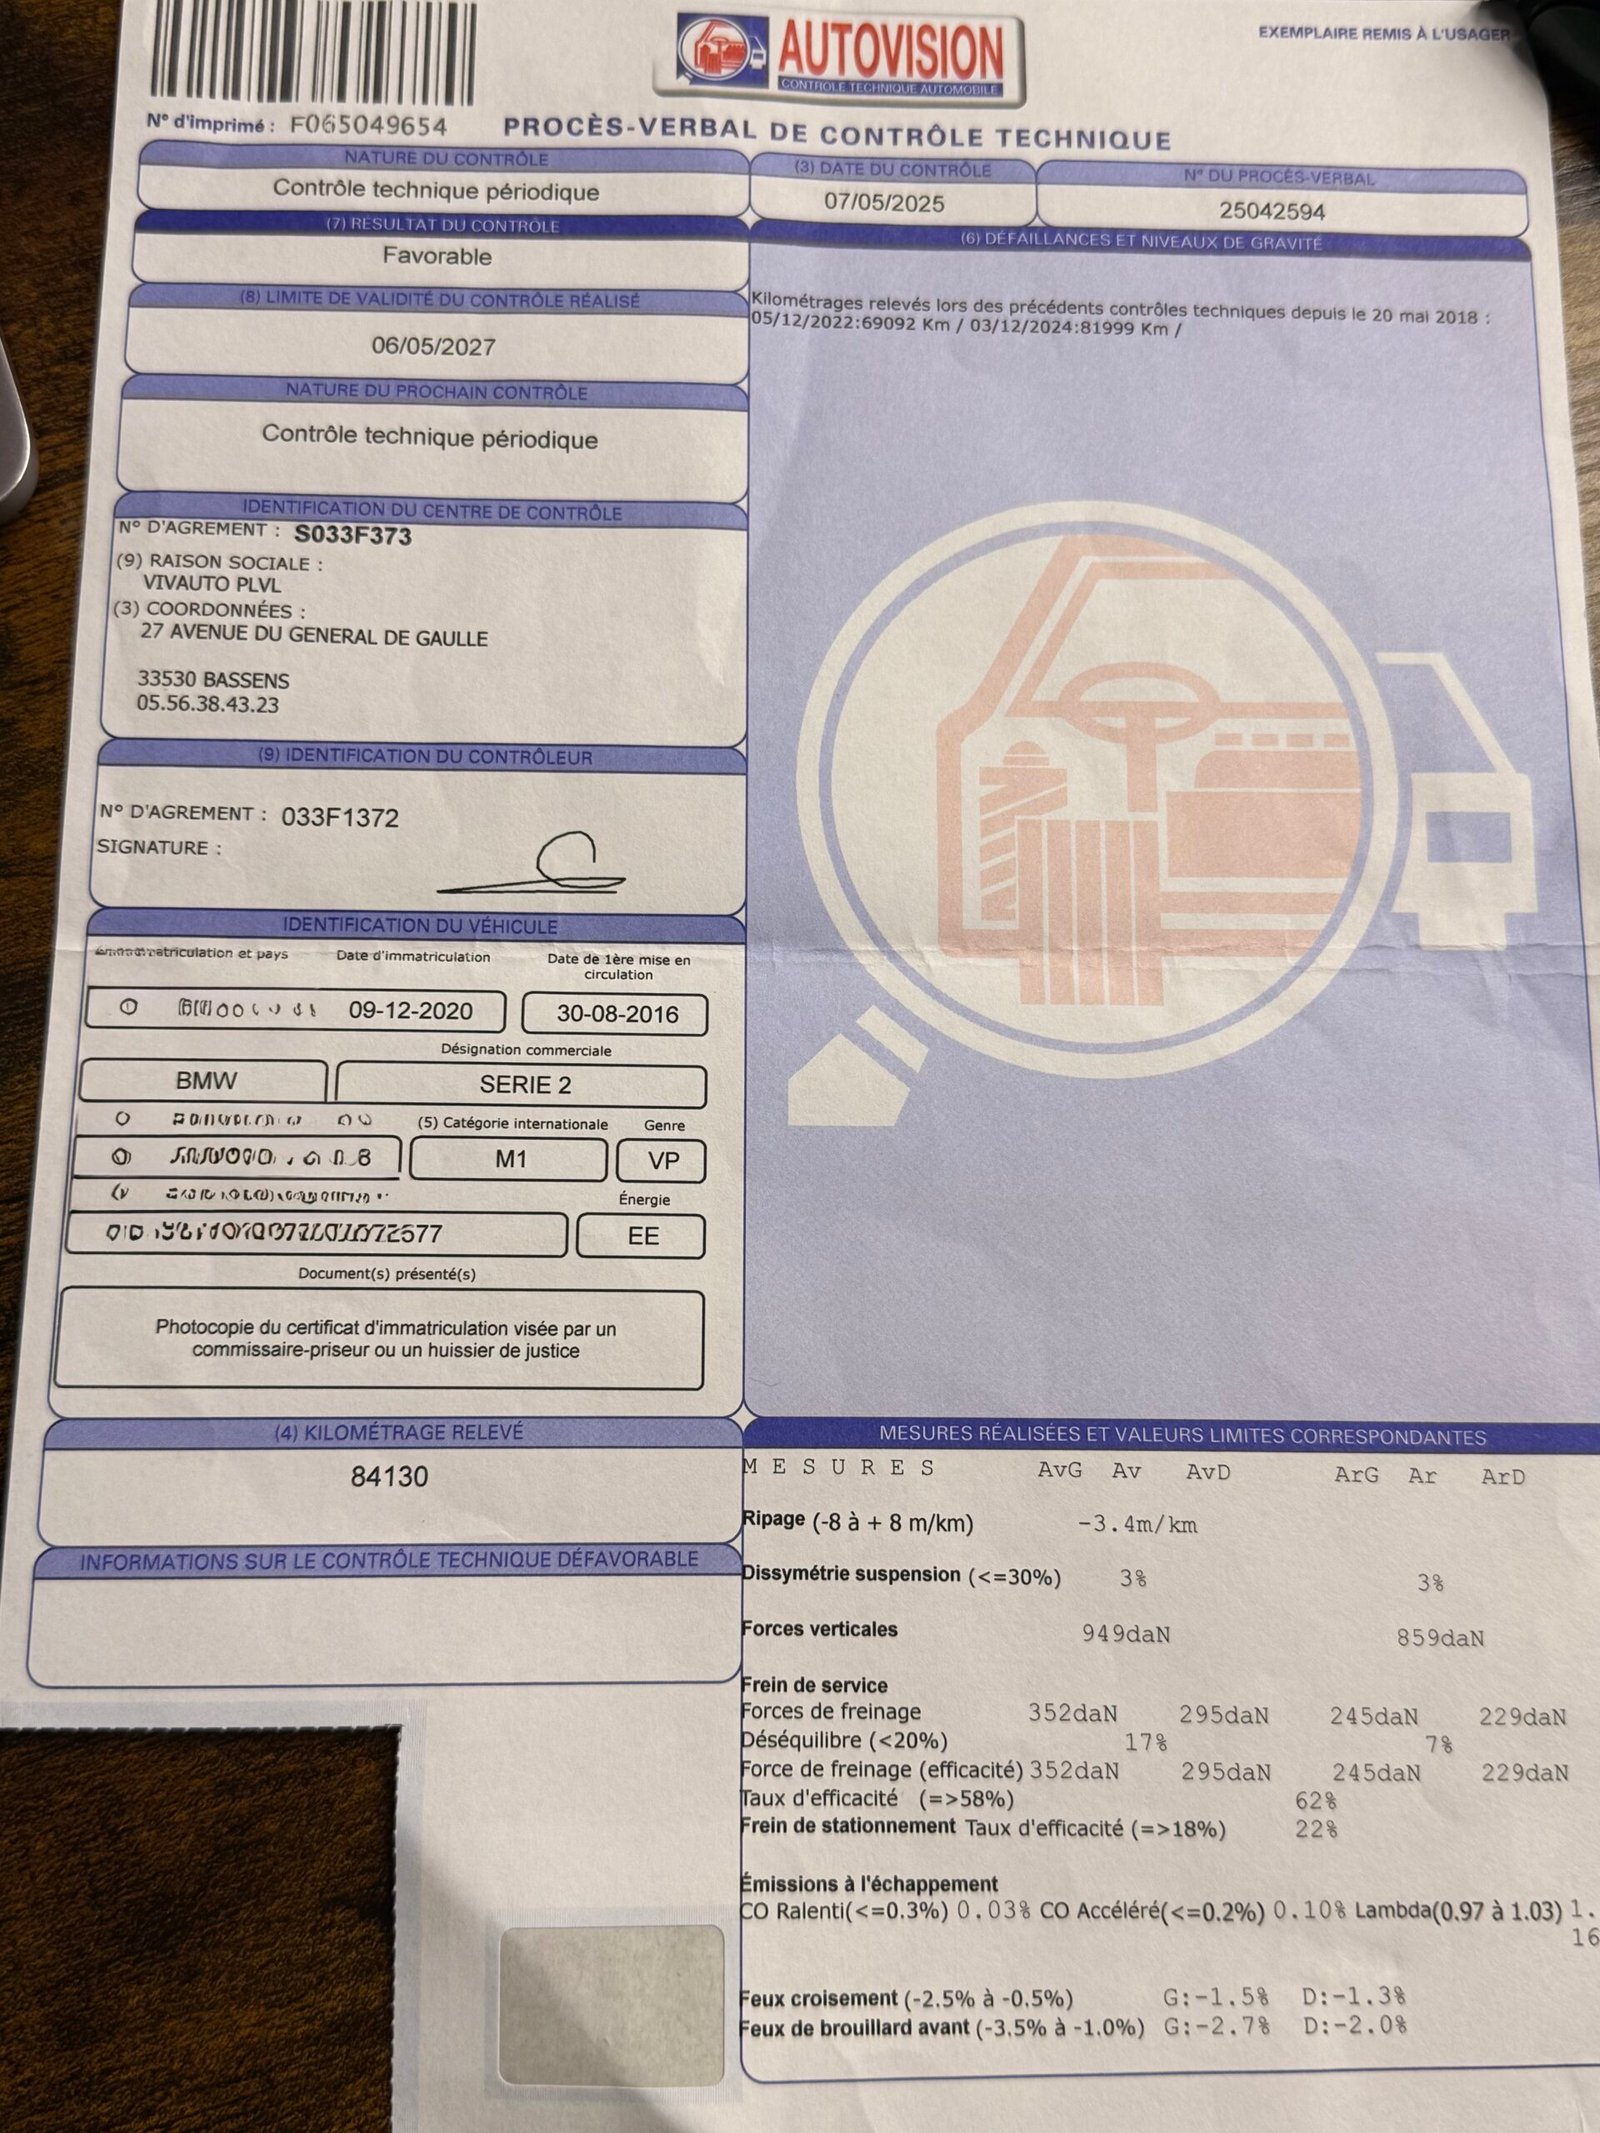 AUTOVISION
CONTROLE TECHNIQUE AUTOMOBILE
EXEMPLAIRE REMIS À L'USAGER
N° d'imprimé : F065049654
PROCÈS-VERBAL DE CONTRÔLE TECHNIQUE
NATURE DU CONTRÔLE
Contrôle technique périodique
(3) DATE DU CONTRÔLE
07/05/2025
N° DU PROCÈS-VERBAL
25042594
(7) RESULTAT DU CONTRÔLE
Favorable
(8) LIMITE DE VALIDITÉ DU CONTRÔLE RÉALISÉ
06/05/2027
NATURE DU PROCHAIN CONTRÔLE
Contrôle technique périodique
IDENTIFICATION DU CENTRE DE CONTRÔLE
N° D'AGREMENT : S033F373
(9) RAISON SOCIALE :
VIVAUTO PLVL
(3) COORDONNÉES :
27 AVENUE DU GENERAL DE GAULLE
33530 BASSENS
05.56.38.43.23
(9) IDENTIFICATION DU CONTRÔLEUR
N° D'AGREMENT : 033F1372
SIGNATURE :
IDENTIFICATION DU VÉHICULE
et pays
Date d'immatriculation
Date de 1ère mise en
circulation
09-12-2020
30-08-2016
Désignation commerciale
BMW
SERIE 2
(5) Catégorie internationale
Genre
M1
VP
Énergie
EE
Document(s) présenté(s)
Photocopie du certificat d'immatriculation visée par un
commissaire-priseur ou un huissier de justice
(4) KILOMÉTRAGE RELEVÉ
84130
INFORMATIONS SUR LE CONTRÔLE TECHNIQUE DÉFAVORABLE
(6) DÉFAILLANCES ET NIVEAUX DE GRAVITÉ
Kilométrages relevés lors des précédents contrôles techniques depuis le 20 mai 2018 :
05/12/2022:69092 Km / 03/12/2024:81999 Km /
MESURES RÉALISÉES ET VALEURS LIMITES CORRESPONDANTES
M E S U R E S AvG Av AvD ArG Ar ArD
Ripage (-8 à + 8 m/km) -3.4m/km
Dissymétrie suspension (<=30%) 3% 3%
Forces verticales 949daN 859daN
Frein de service
Forces de freinage 352daN 295daN 245daN 229daN
Déséquilibre (<20%) 17% 7%
Force de freinage (efficacité) 352daN 295daN 245daN 229daN
Taux d'efficacité (=>58%) 62%
Frein de stationnement Taux d'efficacité (=>18%) 22%
Émissions à l'échappement
CO Ralenti(<=0.3%) 0.03% CO Accéléré(<=0.2%) 0.10% Lambda(0.97 à 1.03) 1.
16
Feux croisement (-2.5% à -0.5%) G:-1.5% D:-1.3%
Feux de brouillard avant (-3.5% à -1.0%) G:-2.7% D:-2.0%